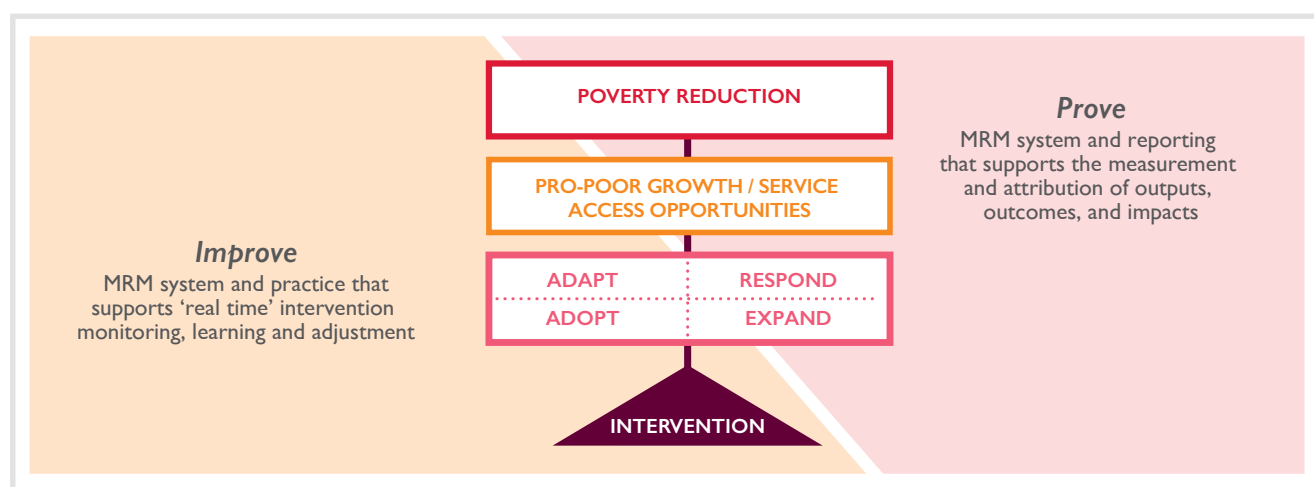 POVERTY REDUCTION
PRO-POOR GROWTH / SERVICE
ACCESS OPPORTUNITIES
ADAPT
RESPOND
ADOPT
EXPAND
INTERVENTION
Improve
MRM system and practice that
supports ‘real time’ intervention
monitoring, learning and adjustment
Prove
MRM system and reporting
that supports the measurement
and attribution of outputs,
outcomes, and impacts